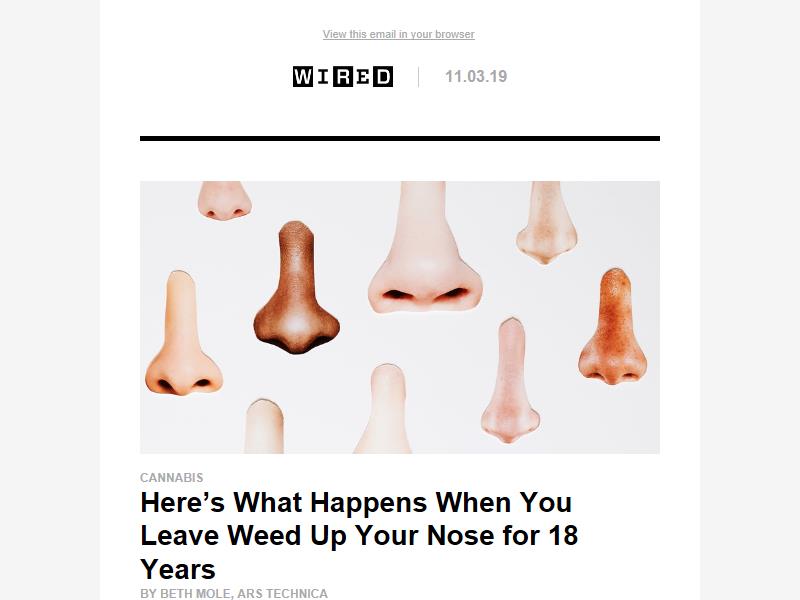 View this email in your browser
WIRED
11.03.19
CANNABIS
Here’s What Happens When You
Leave Weed Up Your Nose for 18
Years
BY BETH MOLE, ARS TECHNICA